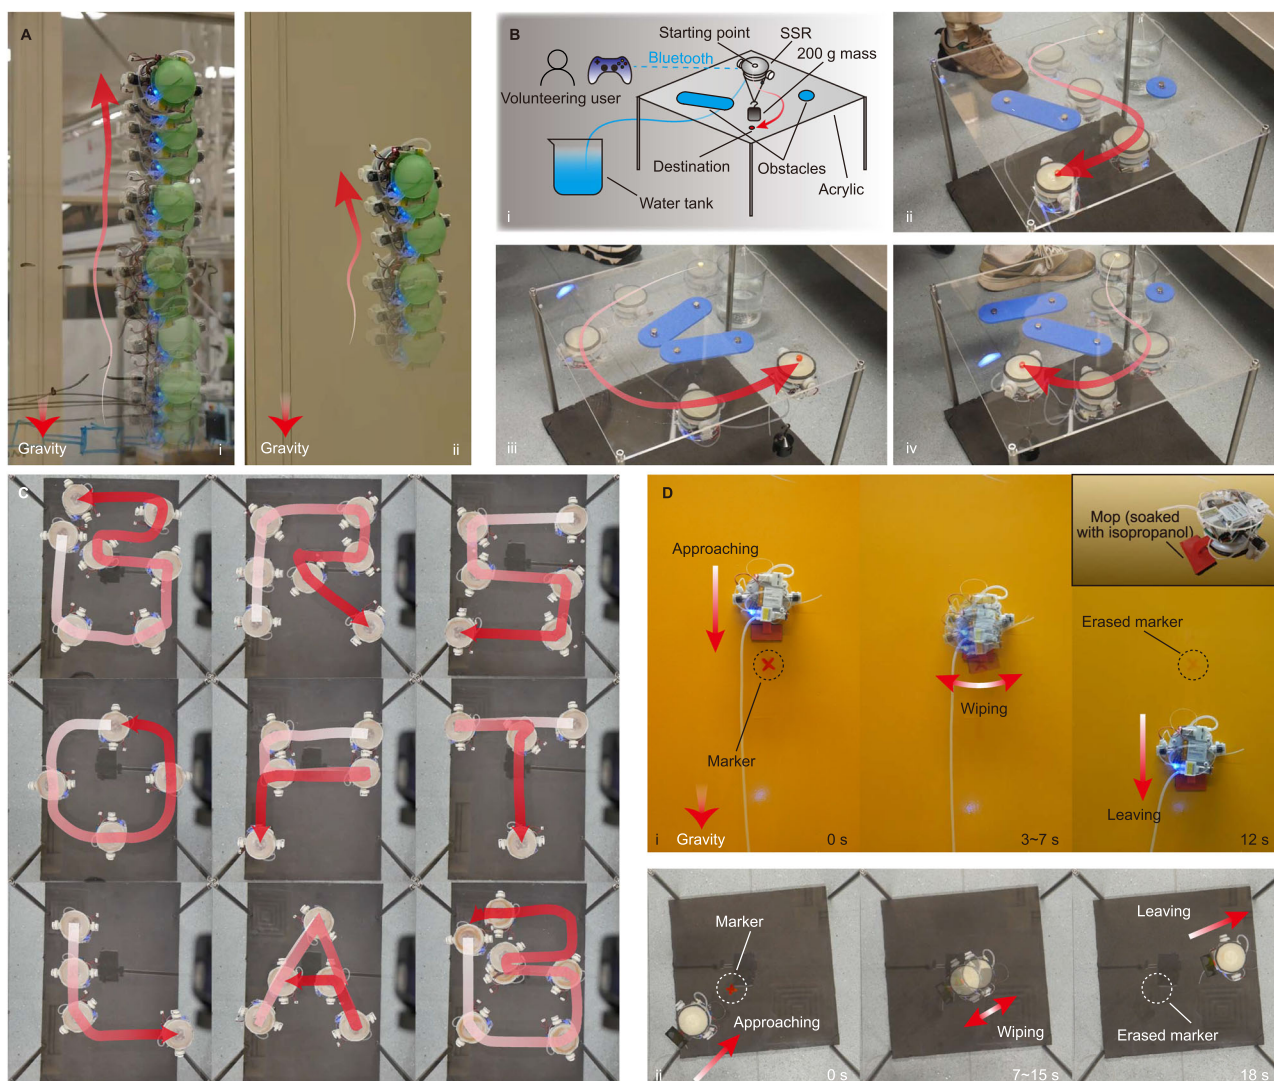 A
Gravity
i
Gravity
ii
B
Starting point
SSR
200 g mass
Bluetooth
Volunteering user
Destination
Obstacles
Acrylic
Water tank
i
ii
iii
iv
C
D
Approaching
Marker
Gravity
i
0 s
Wiping
3~7 s
Mop (soaked
with isopropanol)
Erased marker
Leaving
12 s
Marker
Approaching
ii
0 s
Wiping
7~15 s
Leaving
Erased marker
18 s